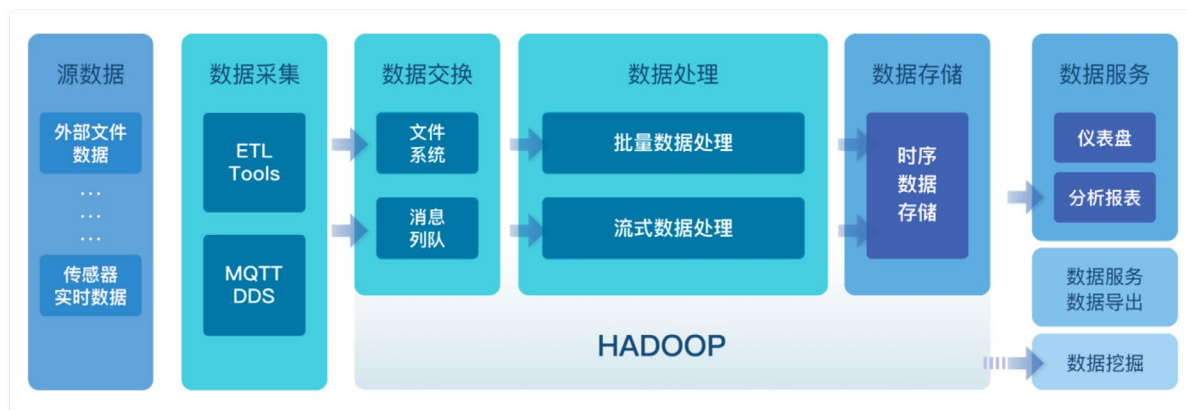 源数据
外部文件
数据
...
...
...
传感器
实时数据
数据采集
ETL
Tools
MQTT
DDS
数据交换
文件
系统
消息
列队
数据处理
批量数据处理
流式数据处理
数据存储
时序
数据
存储
HADOOP
数据服务
仪表盘
分析报表
数据服务
数据导出
数据挖掘